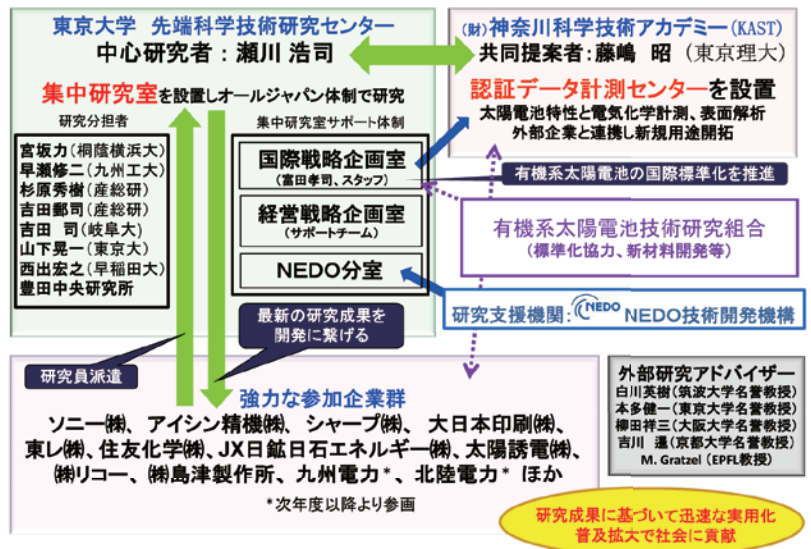 東京大学 先端科学技術研究センター
中心研究者：瀬川 浩司
集中研究室を設置しオールジャパン体制で研究
研究分担者
宮坂力(桐蔭横浜大)
早瀬修二(九州工大)
杉原秀樹(産総研)
吉田郵司(産総研)
吉田 司(岐阜大)
山下晃一(東京大)
西出宏之(早稲田大)
豊田中央研究所
集中研究室サポート体制
国際戦略企画室
(富田孝司、スタッフ)
経営戦略企画室
(サポートチーム)
NEDO分室
(財)神奈川科学技術アカデミー(KAST)
共同提案者：藤嶋 昭(東京理大)
認証データ計測センターを設置
太陽電池特性と電気化学計測、表面解析
外部企業と連携し新規用途開拓
有機系太陽電池の国際標準化を推進
有機系太陽電池技術研究組合
(標準化協力、新材料開発等)
研究支援機関：NEDO NEDO技術開発機構
最新の研究成果を
開発に繋げる
研究員派遣
強力な参加企業群
ソニー㈱、アイシン精機㈱、シャープ㈱、大日本印刷㈱、
東レ㈱、住友化学㈱、JX日鉱日石エネルギー㈱、太陽誘電㈱、
㈱リコー、㈱島津製作所、九州電力*、北陸電力* ほか
*次年度以降より参画
外部研究アドバイザー
白川英樹(筑波大学名誉教授)
本多健一(東京大学名誉教授)
柳田祥三(大阪大学名誉教授)
吉川 暹(京都大学名誉教授)
M. Gratzel (EPFL教授)
研究成果に基づいて迅速な実用化
普及拡大で社会に貢献